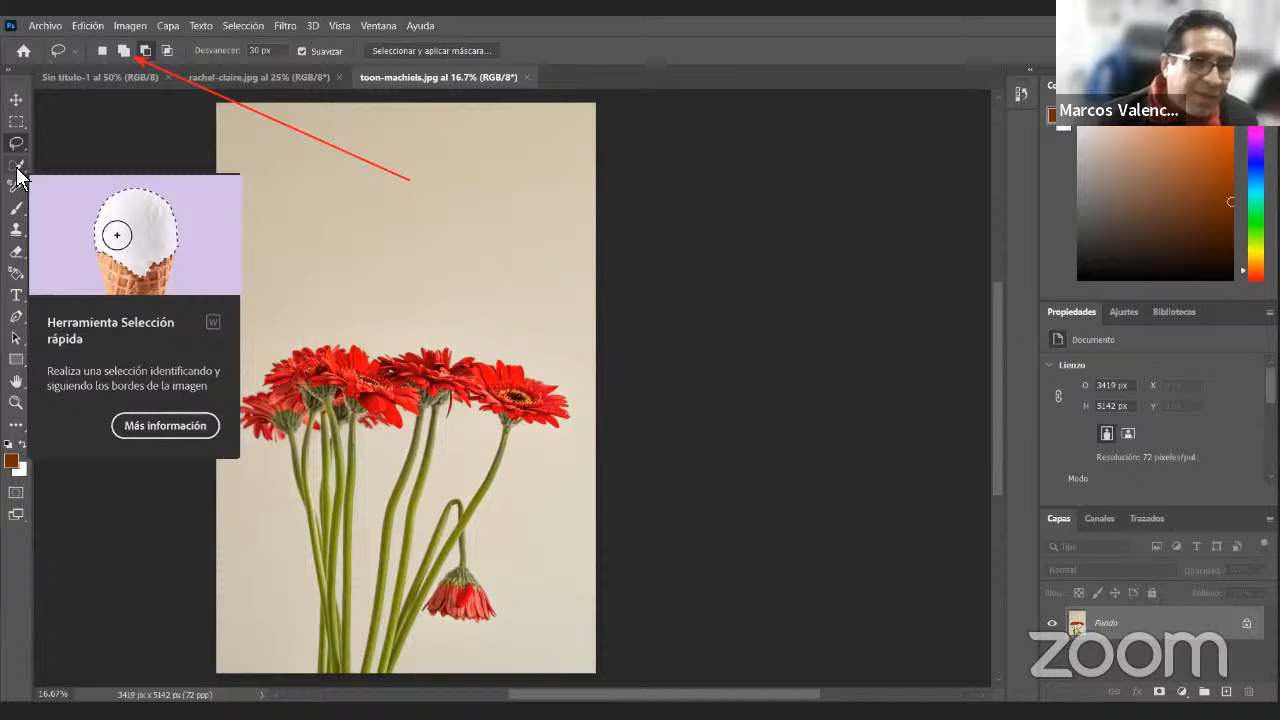 Ps Archivo Edición Imagen Capa Texto Selección Filtro 3D Vista Ventana Ayuda
Desvanecer: 30 px Suavizar Seleccionar y aplicar máscara...
Sin título-1 al 50% (RGB/8) × rachel-claire.jpg al 25% (RGB/8*) × toon-machiels.jpg al 16.7% (RGB/8*) ×
Marcos Valenc...
Herramienta Selección
rápida
W
Realiza una selección identificando y
siguiendo los bordes de la imagen
Más información
Propiedades Ajustes Bibliotecas
Documento
Lienzo
O 3419 px X
H 5142 px Y
Resolución: 72 píxeles/pul...
Modo
Capas Canales Trazados
Tipo
Normal Opacidad:
Bloq.: Relleno:
Fondo
zoom
16.67% 3419 px x 5142 px (72 ppp)